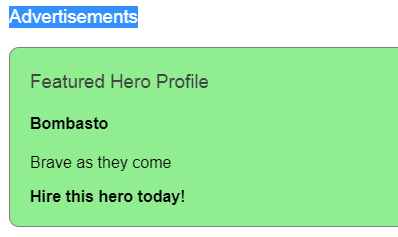 Advertisements
Featured Hero Profile
Bombasto
Brave as they come
Hire this hero today!